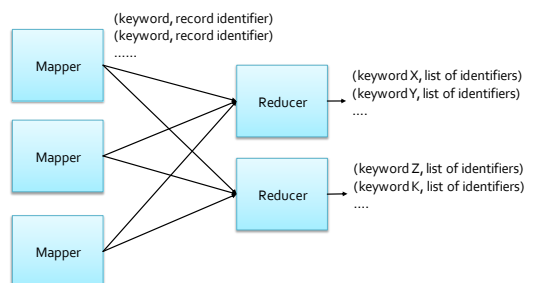 (keyword, record identifier)
(keyword, record identifier)
......
Mapper
Mapper
Mapper
Reducer
(keyword X, list of identifiers)
(keyword Y, list of identifiers)
....
Reducer
(keyword Z, list of identifiers)
(keyword K, list of identifiers)
....